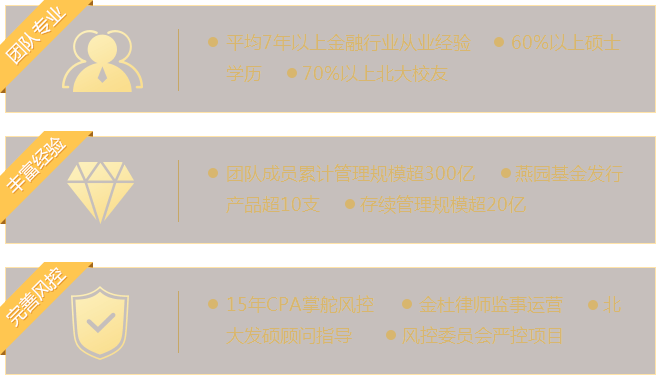 团队专业
●平均7年以上金融行业从业经验 ●60%以上硕士
学历 ●70%以上北大校友
丰富经验
●团队成员累计管理规模超300亿 ●颐园基金发行
产品超10支 ●存续管理规模超20亿
完善风控
●15年CPA掌舵风控 ●金杜律师监事运营 ●北
大发硕顾问指导 ●风投委员会严控项目